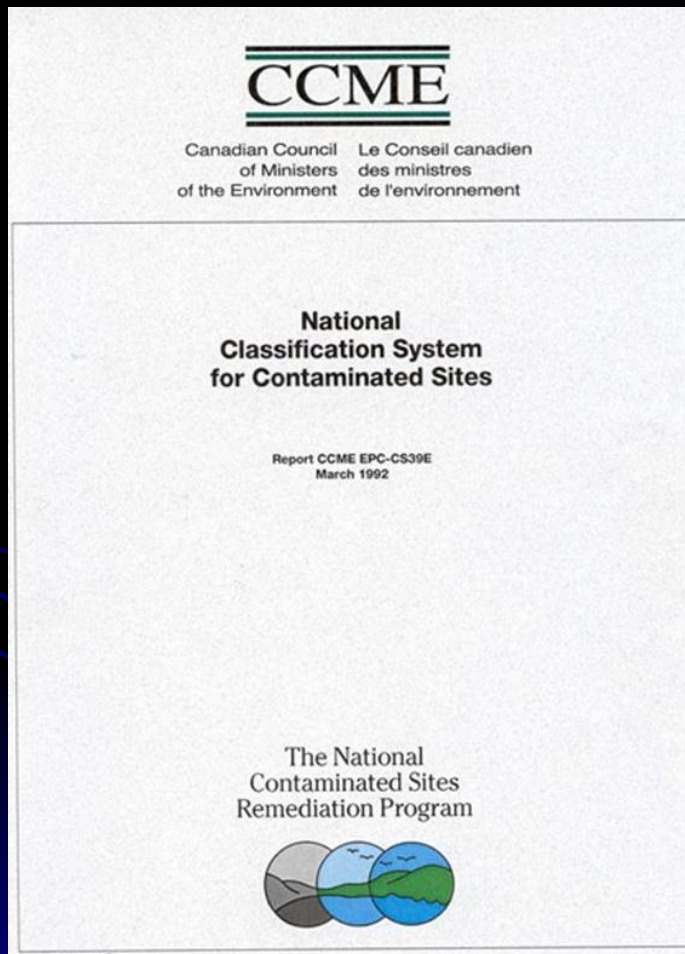 CCME
Canadian Council
of Ministers
of the Environment
Le Conseil canadien
des ministres
de l'environnement
National
Classification System
for Contaminated Sites
Report CCME EPC-CS39E
March 1992
The National
Contaminated Sites
Remediation Program